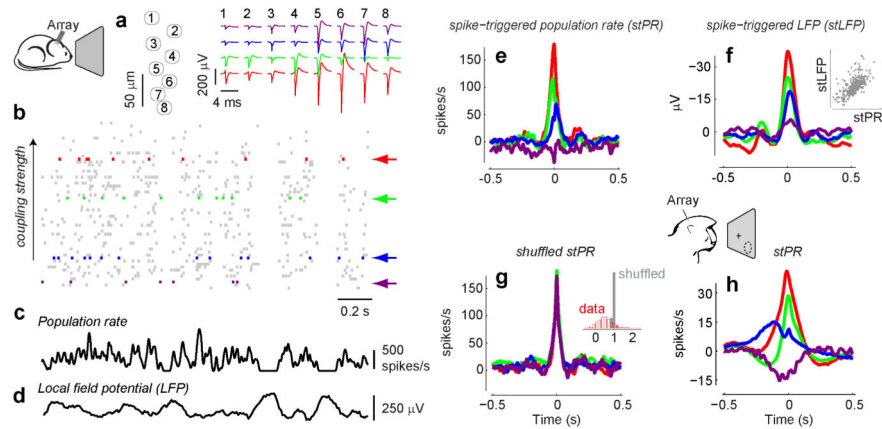 Array
a
1
2
3
4
5
6
7
8
50 μm
1 2 3 4 5 6 7 8
200 μV
4 ms
b
coupling strength
0.2 s
c
Population rate
500
spikes/s
d
Local field potential (LFP)
250 μV
spike-triggered population rate (stPR)
e
spikes/s
150
100
50
0
-0.5 0 0.5
spike-triggered LFP (stLFP)
f
μV
-30
-15
0
-0.5 0 0.5
stLFP
stPR
shuffled stPR
g
spikes/s
150
100
50
0
-0.5 0 0.5
Time (s)
shuffled
data
0 1 2
Array
+
stPR
h
spikes/s
30
15
0
-15
-0.5 0 0.5
Time (s)